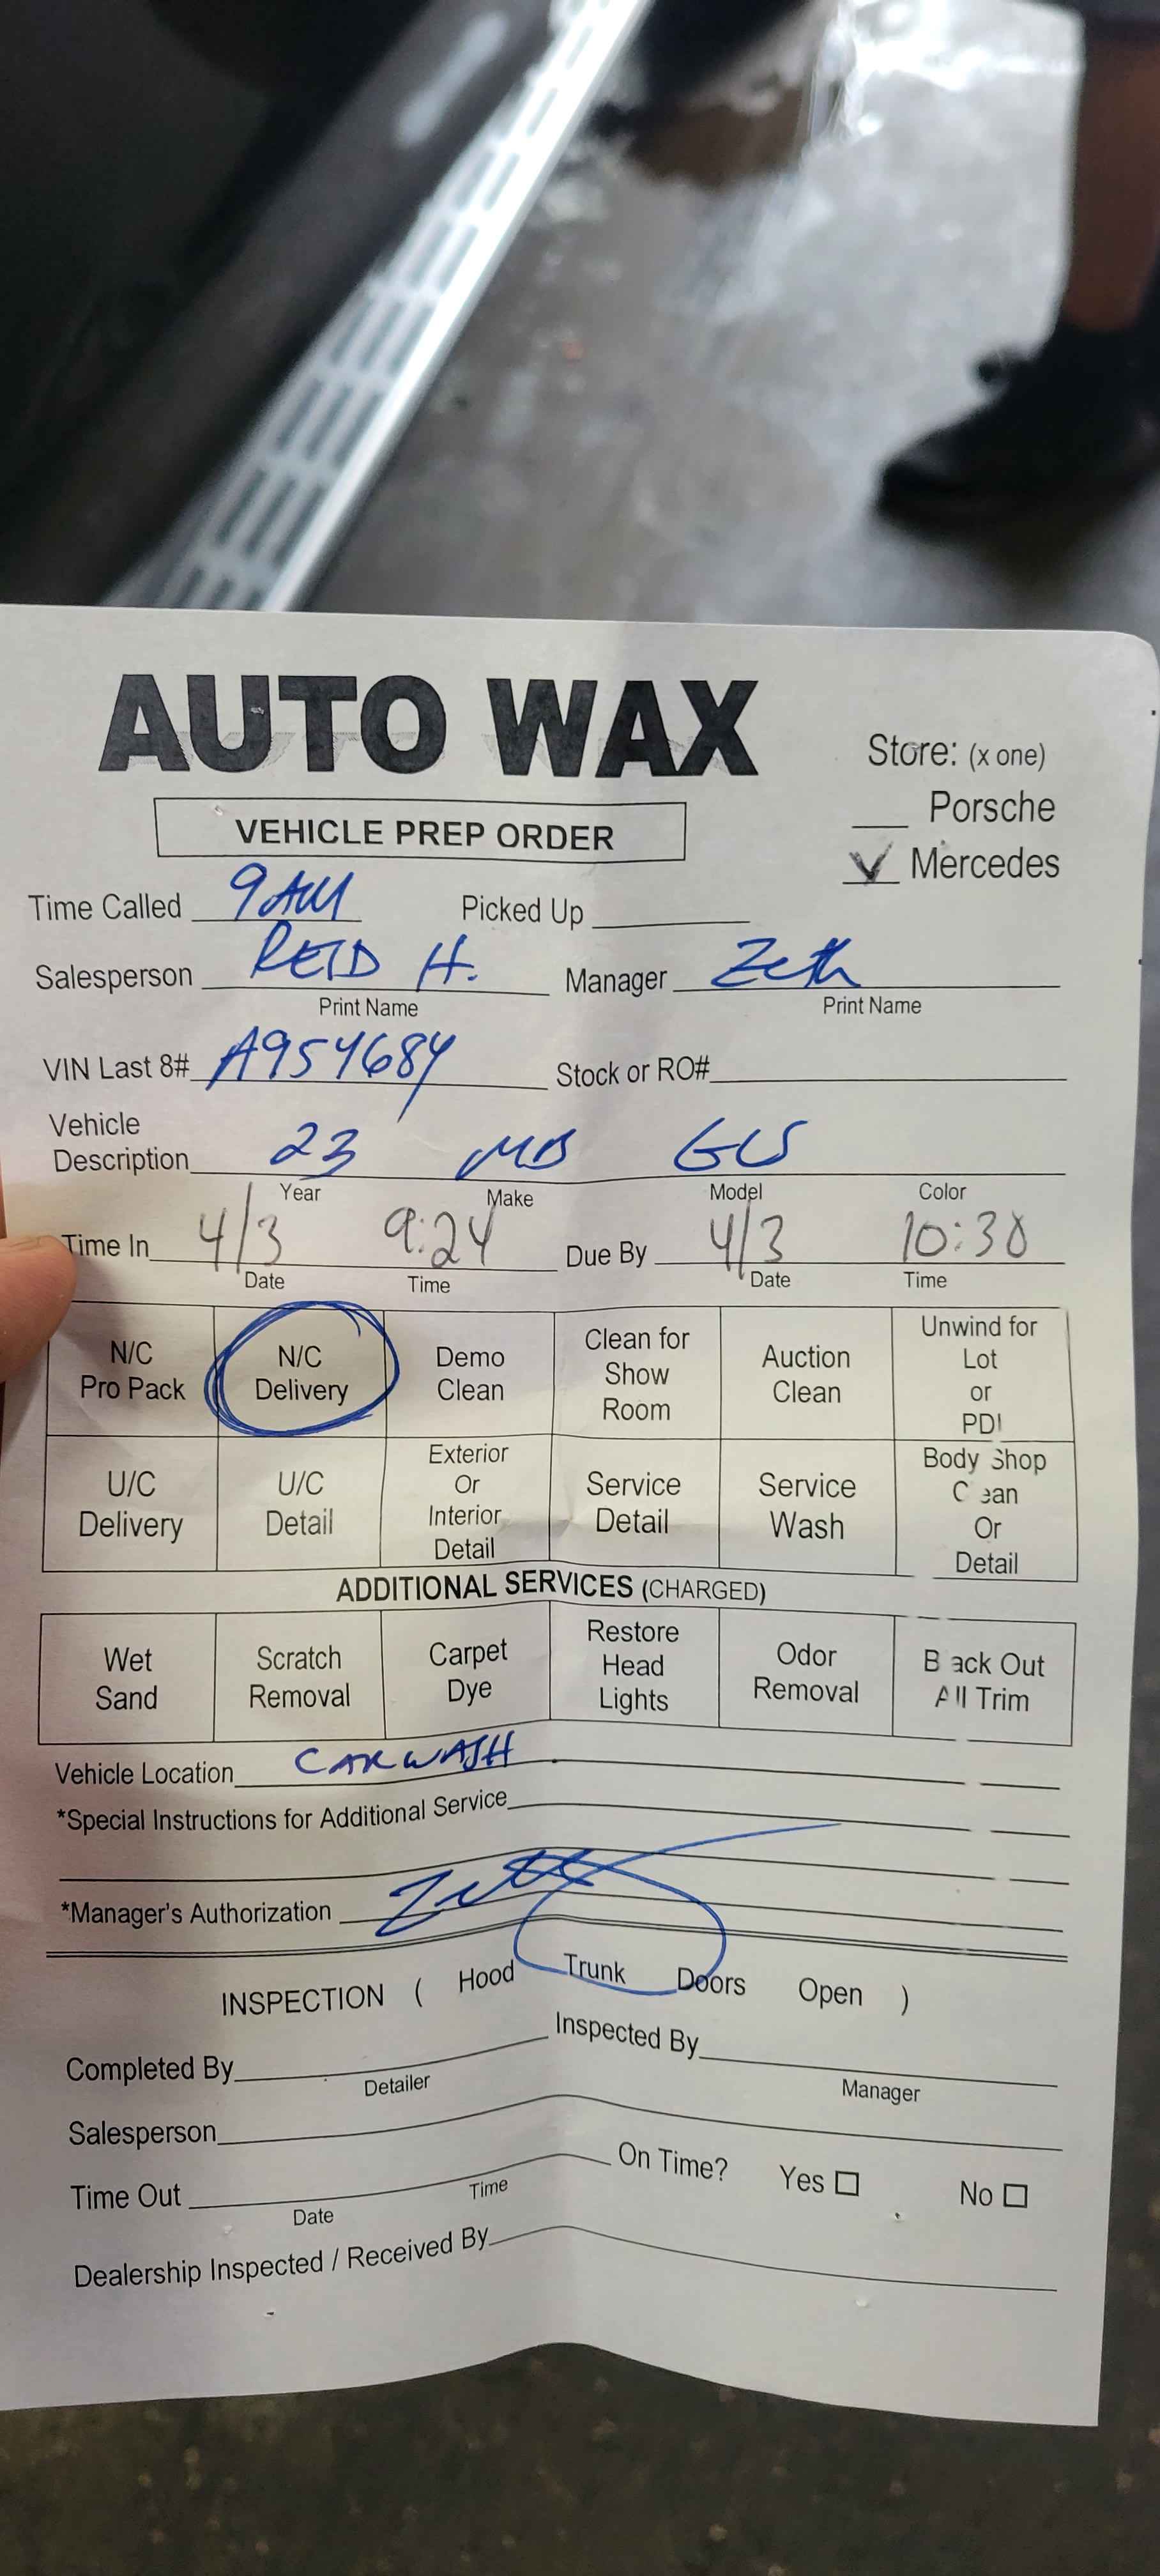 AUTO WAX
Store: (x one)
VEHICLE PREP ORDER
___ Porsche
V Mercedes
Time Called 9AM Picked Up
Salesperson REID H. Manager Zeth
Print Name Print Name
VIN Last 8# A954684 Stock or RO#
Vehicle
Description 23 MB GLS
Year Make Model Color
Time In 4/3 9:24 Due By 4/3 10:30
Date Time Date Time
N/C Pro Pack
N/C Delivery
Demo Clean
Clean for Show Room
Auction Clean
Unwind for Lot or PDI
U/C Delivery
U/C Detail
Exterior Or Interior Detail
Service Detail
Service Wash
Body Shop Clean Or Detail
ADDITIONAL SERVICES (CHARGED)
Wet Sand
Scratch Removal
Carpet Dye
Restore Head Lights
Odor Removal
Black Out All Trim
Vehicle Location CARWASH
*Special Instructions for Additional Service
*Manager's Authorization Zeth
INSPECTION ( Hood Trunk Doors Open )
Completed By Inspected By
Detailer Manager
Salesperson
On Time? Yes □ No □
Time Out
Date Time
Dealership Inspected / Received By